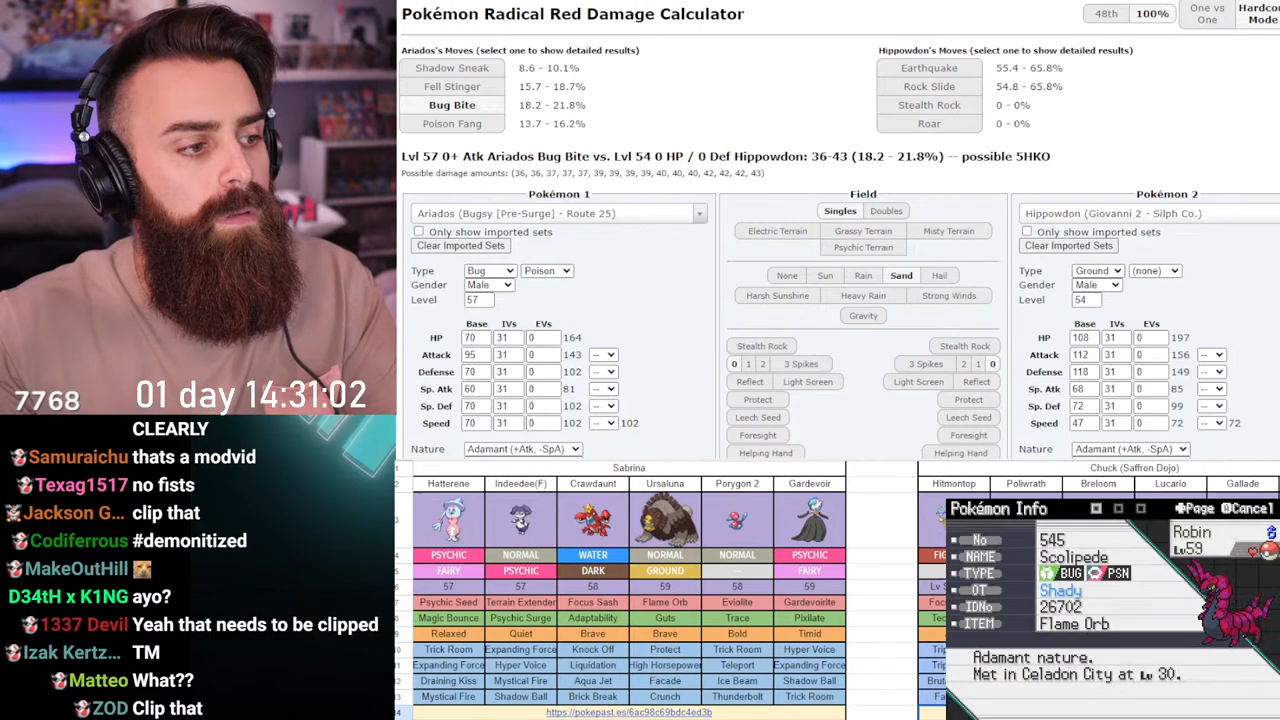 Pokémon Radical Red Damage Calculator
48th 100% One vs One Hardcore Mode
Ariados's Moves (select one to show detailed results)
Shadow Sneak 8.6 - 10.1%
Fell Stinger 15.7 - 18.7%
Bug Bite 18.2 - 21.8%
Poison Fang 13.7 - 16.2%
Hippowdon's Moves (select one to show detailed results)
Earthquake 55.4 - 65.8%
Rock Slide 54.8 - 65.8%
Stealth Rock 0 - 0%
Roar 0 - 0%
Lvl 57 0+ Atk Ariados Bug Bite vs. Lvl 54 0 HP / 0 Def Hippowdon: 36-43 (18.2 - 21.8%) -- possible 5HKO
Possible damage amounts: (36, 36, 37, 37, 37, 39, 39, 39, 39, 40, 40, 40, 42, 42, 42, 43)
Pokémon 1
Ariados (Bugsy [Pre-Surge] - Route 25)
Only show imported sets
Clear Imported Sets
Type Bug Poison
Gender Male
Level 57
Base IVs EVs
HP 70 31 0 164
Attack 95 31 0 143 --
Defense 70 31 0 102 --
Sp. Atk 60 31 0 81 --
Sp. Def 70 31 0 102 --
Speed 70 31 0 102 -- 102
Nature Adamant (+Atk, -SpA)
Field
Singles Doubles
Electric Terrain Grassy Terrain Misty Terrain
Psychic Terrain
None Sun Rain Sand Hail
Harsh Sunshine Heavy Rain Strong Winds
Gravity
Stealth Rock Stealth Rock
0 1 2 3 Spikes 3 Spikes 2 1 0
Reflect Light Screen Light Screen Reflect
Protect Protect
Leech Seed Leech Seed
Foresight Foresight
Helping Hand Helping Hand
Pokémon 2
Hippowdon (Giovanni 2 - Silph Co.)
Only show imported sets
Clear Imported Sets
Type Ground (none)
Gender Male
Level 54
Base IVs EVs
HP 108 31 0 197
Attack 112 31 0 156 --
Defense 118 31 0 149 --
Sp. Atk 68 31 0 85 --
Sp. Def 72 31 0 99 --
Speed 47 31 0 72 -- 72
Nature Adamant (+Atk, -SpA)
7768 01 day 14:31:02
CLEARLY
Samuraichu thats a modvid
Texag1517 no fists
Jackson G... clip that
Codiferrous #demonitized
MakeOutHill
D34tH x K1NG ayo?
1337 Devil Yeah that needs to be clipped
Izak Kertz... TM
Matteo What??
ZOD Clip that
Sabrina
Hatterene Indeedee(F) Crawdaunt Ursaluna Porygon 2 Gardevoir
PSYCHIC NORMAL WATER NORMAL NORMAL PSYCHIC
FAIRY PSYCHIC DARK GROUND -- FAIRY
57 57 58 58 58 59
Psychic Seed Terrain Extender Focus Sash Flame Orb Eviolite Gardevoirite
Magic Bounce Psychic Surge Adaptability Guts Trace Pixilate
Relaxed Quiet Brave Brave Bold Timid
Trick Room Expanding Force Knock Off Protect Trick Room Hyper Voice
Expanding Force Hyper Voice Liquidation High Horsepower Teleport Expanding Force
Draining Kiss Mystical Fire Aqua Jet Facade Ice Beam Shadow Ball
Mystical Fire Shadow Ball Brick Break Crunch Thunderbolt Trick Room
https://pokepast.es/6ac98c69bdc4ed3b
Chuck (Saffron Dojo)
Hitmontop Poliwrath Breloom Lucario Gallade
Pokémon Info Page Cancel
No 545
NAME Scolipede
TYPE BUG PSN
OT Shady
IDNo 26702
ITEM Flame Orb
Robin
Lv59
Adamant nature.
Met in Celadon City at Lv 30.